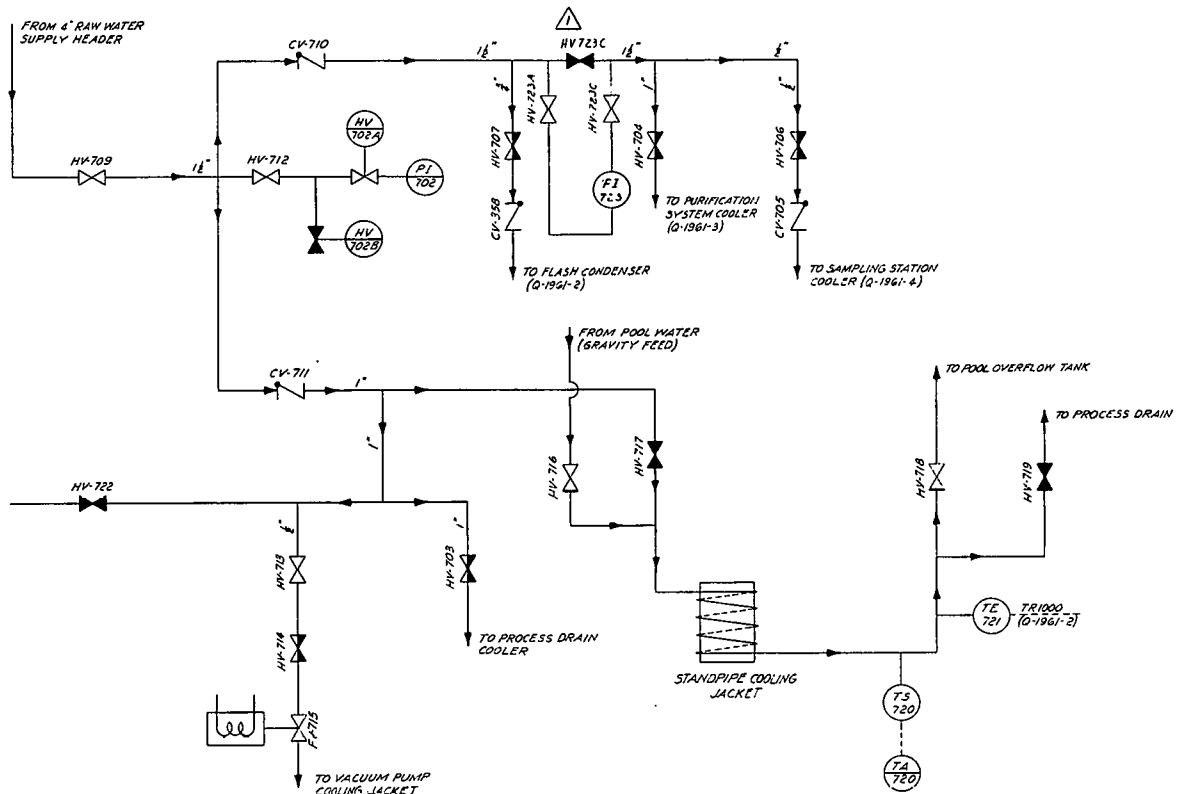 FROM 4" RAW WATER
SUPPLY HEADER
CV-710
1½"
1
HV723C
1½"
½"
HV-723A
HV-723C
1"
½"
HV
702A
HV-707
HV-704
HV-706
HV-709
1½"
HV-712
PI
702
FI
723
HV
702B
CV-358
TO PURIFICATION
SYSTEM COOLER
(Q-1961-3)
CV-705
TO FLASH CONDENSER
(Q-1961-2)
TO SAMPLING STATION
COOLER (Q-1961-4)
FROM POOL WATER
(GRAVITY FEED)
CV-711
1"
TO POOL OVERFLOW TANK
TO PROCESS DRAIN
1"
HV-717
HV-716
HV-718
HV-719
HV-722
½"
1"
HV-713
HV-703
TE
721
TR1000
(Q-1961-2)
HV-714
TO PROCESS DRAIN
COOLER
STANDPIPE COOLING
JACKET
TS
720
FV-715
TA
720
TO VACUUM PUMP
COOLING JACKET